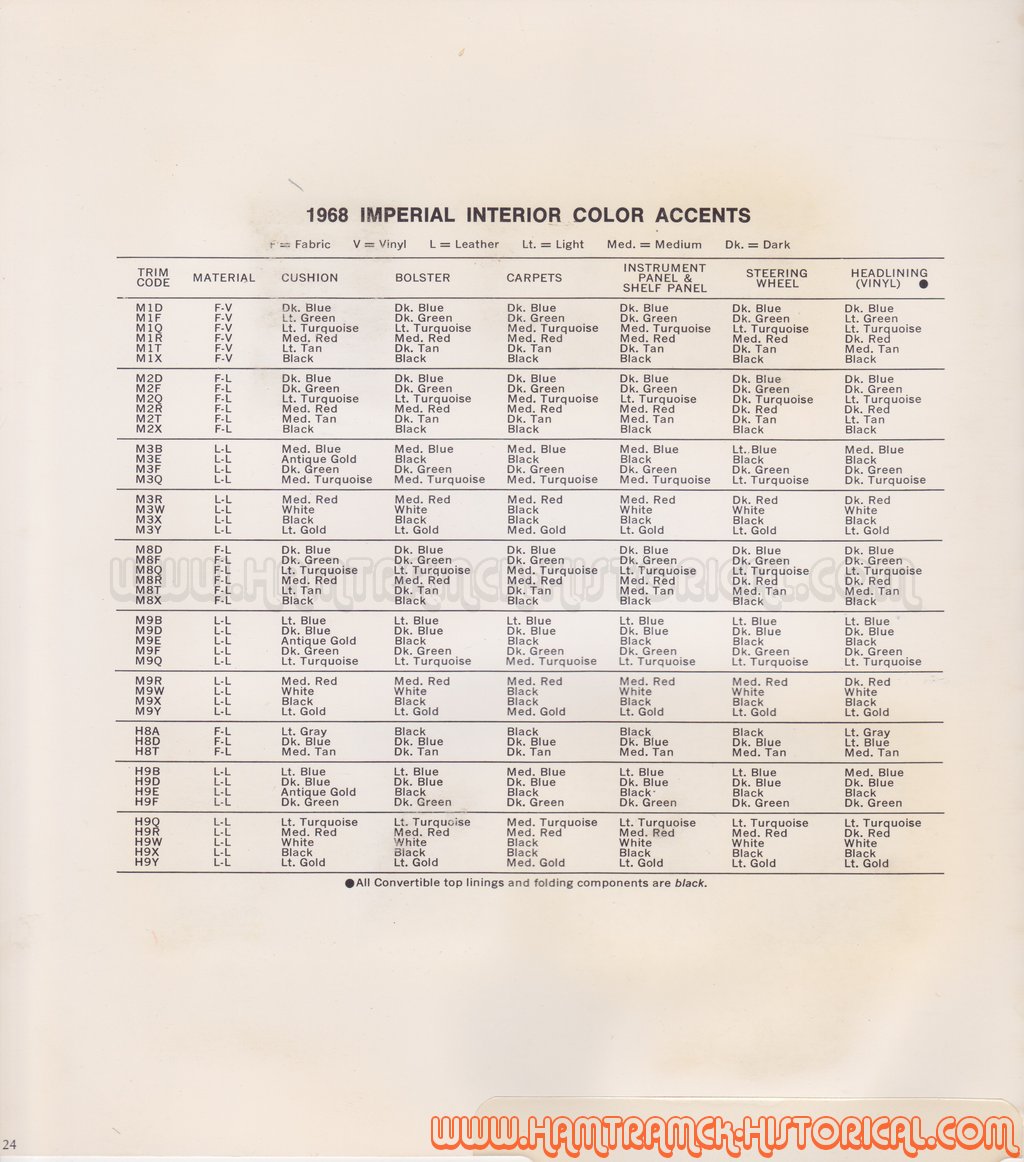 1968 IMPERIAL INTERIOR COLOR ACCENTS
F = Fabric V = Vinyl L = Leather Lt. = Light Med. = Medium Dk. = Dark
TRIM CODE MATERIAL CUSHION BOLSTER CARPETS INSTRUMENT PANEL & SHELF PANEL STEERING WHEEL HEADLINING (VINYL) ●
M1D F-V Dk. Blue Dk. Blue Dk. Blue Dk. Blue Dk. Blue Dk. Blue
M1F F-V Lt. Green Dk. Green Dk. Green Dk. Green Dk. Green Lt. Green
M1Q F-V Lt. Turquoise Lt. Turquoise Med. Turquoise Med. Turquoise Lt. Turquoise Lt. Turquoise
M1R F-V Med. Red Med. Red Med. Red Med. Red Med. Red Dk. Red
M1T F-V Lt. Tan Dk. Tan Dk. Tan Dk. Tan Dk. Tan Med. Tan
M1X F-V Black Black Black Black Black Black
M2D F-L Dk. Blue Dk. Blue Dk. Blue Dk. Blue Dk. Blue Dk. Blue
M2F F-L Dk. Green Dk. Green Dk. Green Dk. Green Dk. Green Dk. Green
M2Q F-L Lt. Turquoise Lt. Turquoise Med. Turquoise Lt. Turquoise Dk. Turquoise Lt. Turquoise
M2R F-L Med. Red Med. Red Med. Red Med. Red Dk. Red Dk. Red
M2T F-L Med. Tan Dk. Tan Dk. Tan Dk. Tan Dk. Tan Lt. Tan
M2X F-L Black Black Black Black Black Black
M3B L-L Med. Blue Med. Blue Med. Blue Med. Blue Lt. Blue Med. Blue
M3E L-L Antique Gold Black Black Black Black Black
M3F L-L Dk. Green Dk. Green Dk. Green Dk. Green Dk. Green Dk. Green
M3Q L-L Med. Turquoise Med. Turquoise Med. Turquoise Med. Turquoise Lt. Turquoise Dk. Turquoise
M3R L-L Med. Red Med. Red Med. Red Med. Red Dk. Red Dk. Red
M3W L-L White White Black White White White
M3X L-L Black Black Black Black Black Black
M3Y L-L Lt. Gold Lt. Gold Med. Gold Lt. Gold Lt. Gold Lt. Gold
M8D F-L Dk. Blue Dk. Blue Dk. Blue Dk. Blue Dk. Blue Dk. Blue
M8F F-L Dk. Green Dk. Green Dk. Green Dk. Green Dk. Green Dk. Green
M8Q F-L Lt. Turquoise Lt. Turquoise Med. Turquoise Lt. Turquoise Lt. Turquoise Lt. Turquoise
M8R F-L Med. Red Med. Red Med. Red Med. Red Dk. Red Dk. Red
M8T F-L Lt. Tan Dk. Tan Dk. Tan Med. Tan Med. Tan Med. Tan
M8X F-L Black Black Black Black Black Black
WWW.HAMTRAMCK-HISTORICAL.COM
M9B L-L Lt. Blue Lt. Blue Lt. Blue Lt. Blue Lt. Blue Lt. Blue
M9D L-L Dk. Blue Dk. Blue Dk. Blue Dk. Blue Dk. Blue Dk. Blue
M9E L-L Antique Gold Black Black Black Black Black
M9F L-L Dk. Green Dk. Green Dk. Green Dk. Green Dk. Green Dk. Green
M9Q L-L Lt. Turquoise Lt. Turquoise Med. Turquoise Lt. Turquoise Lt. Turquoise Lt. Turquoise
M9R L-L Med. Red Med. Red Med. Red Med. Red Med. Red Dk. Red
M9W L-L White White Black White White White
M9X L-L Black Black Black Black Black Black
M9Y L-L Lt. Gold Lt. Gold Med. Gold Lt. Gold Lt. Gold Lt. Gold
H8A F-L Lt. Gray Black Black Black Black Lt. Gray
H8D F-L Dk. Blue Dk. Blue Dk. Blue Dk. Blue Dk. Blue Lt. Blue
H8T F-L Med. Tan Dk. Tan Dk. Tan Med. Tan Med. Tan Med. Tan
H9B L-L Lt. Blue Lt. Blue Med. Blue Lt. Blue Lt. Blue Med. Blue
H9D L-L Dk. Blue Dk. Blue Dk. Blue Dk. Blue Dk. Blue Dk. Blue
H9E L-L Antique Gold Black Black Black Black Black
H9F L-L Dk. Green Dk. Green Dk. Green Dk. Green Dk. Green Dk. Green
H9Q L-L Lt. Turquoise Lt. Turquoise Med. Turquoise Lt. Turquoise Lt. Turquoise Lt. Turquoise
H9R L-L Med. Red Med. Red Med. Red Med. Red Med. Red Dk. Red
H9W L-L White White Black White White White
H9X L-L Black Black Black Black Black Black
H9Y L-L Lt. Gold Lt. Gold Med. Gold Lt. Gold Lt. Gold Lt. Gold
●All Convertible top linings and folding components are black.
24
WWW.HAMTRAMCK-HISTORICAL.COM